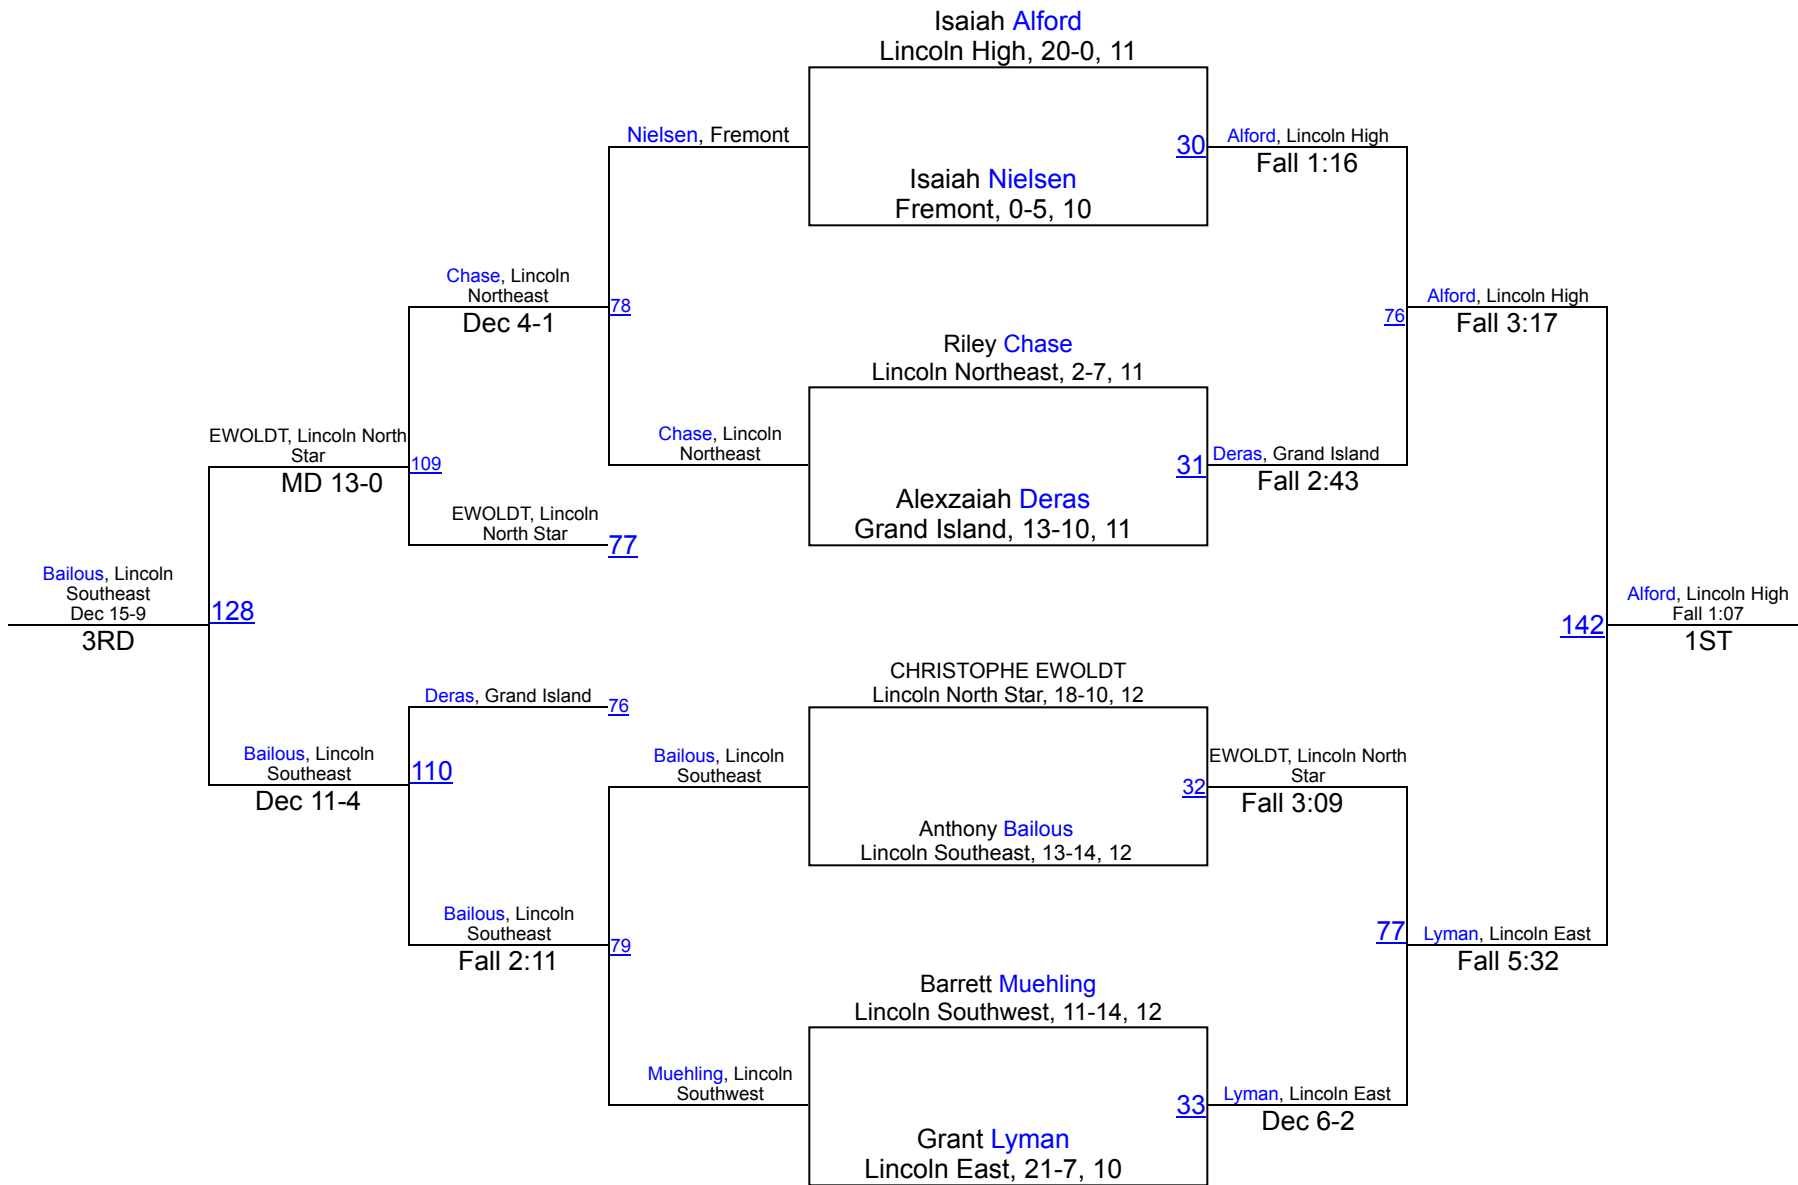 Isaiah Alford
Lincoln High, 20-0, 11
Nielsen, Fremont
30
Alford, Lincoln High
Fall 1:16
Isaiah Nielsen
Fremont, 0-5, 10
Chase, Lincoln
Northeast
Dec 4-1
78
Alford, Lincoln High
Fall 3:17
76
Riley Chase
Lincoln Northeast, 2-7, 11
EWOLDT, Lincoln North
Star
MD 13-0
109
Chase, Lincoln
Northeast
31
Deras, Grand Island
Fall 2:43
Alexzaiah Deras
Grand Island, 13-10, 11
EWOLDT, Lincoln
North Star
77
Bailous, Lincoln
Southeast
Dec 15-9
3RD
128
142
Alford, Lincoln High
Fall 1:07
1ST
CHRISTOPHE EWOLDT
Lincoln North Star, 18-10, 12
Deras, Grand Island
76
Bailous, Lincoln
Southeast
Dec 11-4
110
Bailous, Lincoln
Southeast
32
EWOLDT, Lincoln North
Star
Fall 3:09
Anthony Bailous
Lincoln Southeast, 13-14, 12
Bailous, Lincoln
Southeast
Fall 2:11
79
77
Lyman, Lincoln East
Fall 5:32
Barrett Muehling
Lincoln Southwest, 11-14, 12
Muehling, Lincoln
Southwest
33
Lyman, Lincoln East
Dec 6-2
Grant Lyman
Lincoln East, 21-7, 10